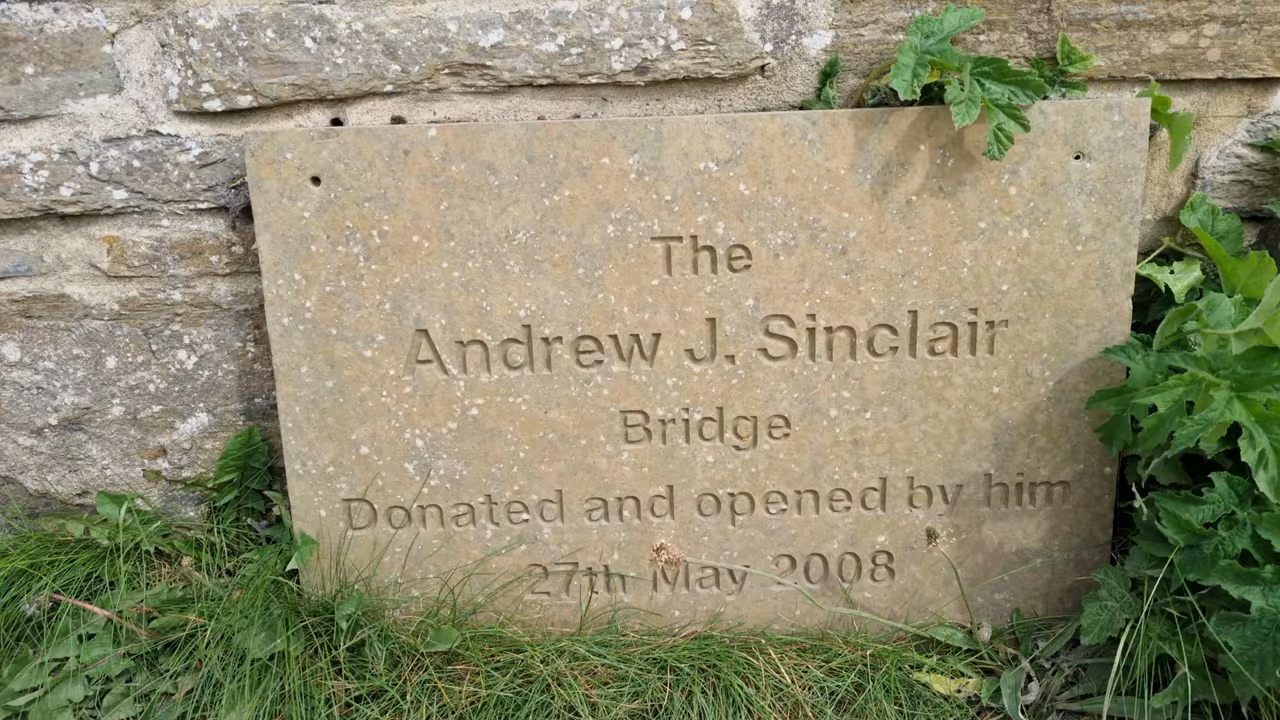 The
Andrew J. Sinclair
Bridge
Donated and opened by him
27th May 2008